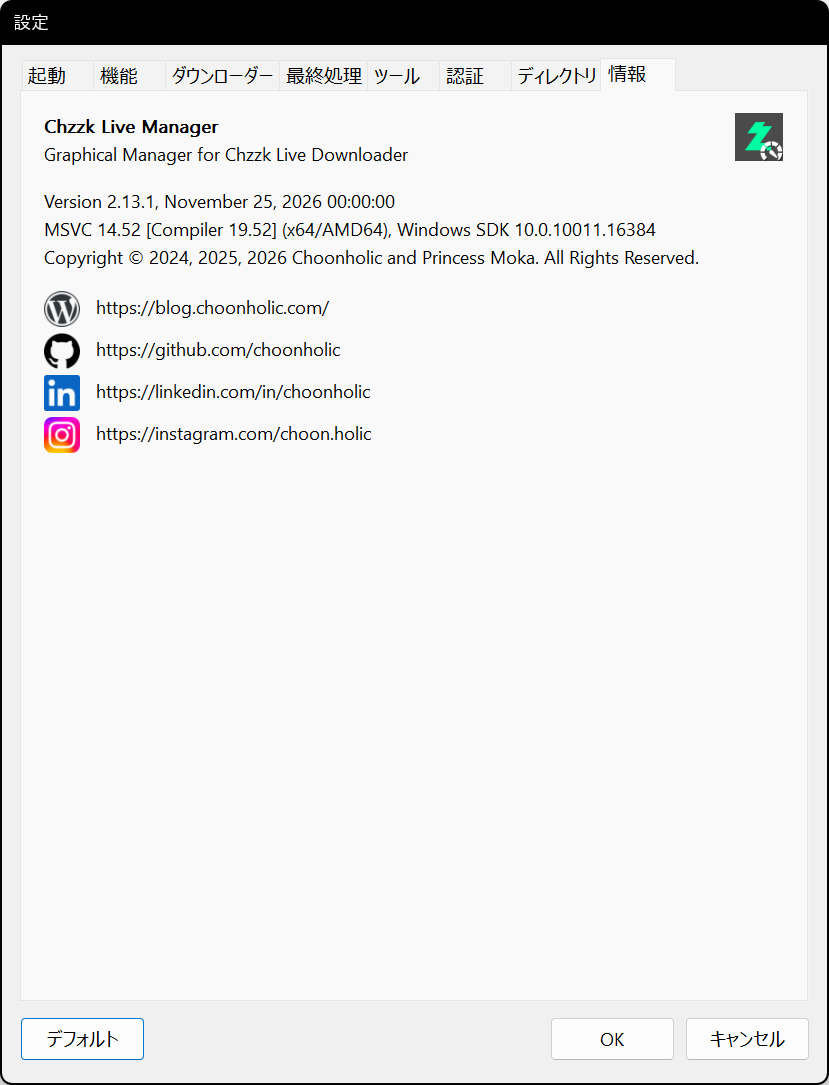 設定
起動 機能 ダウンローダー 最終処理 ツール 認証 ディレクトリ 情報
Chzzk Live Manager
Graphical Manager for Chzzk Live Downloader
Version 2.13.1, November 25, 2026 00:00:00
MSVC 14.52 [Compiler 19.52] (x64/AMD64), Windows SDK 10.0.10011.16384
Copyright © 2024, 2025, 2026 Choonholic and Princess Moka. All Rights Reserved.
https://blog.choonholic.com/
https://github.com/choonholic
https://linkedin.com/in/choonholic
https://instagram.com/choon.holic
デフォルト OK キャンセル